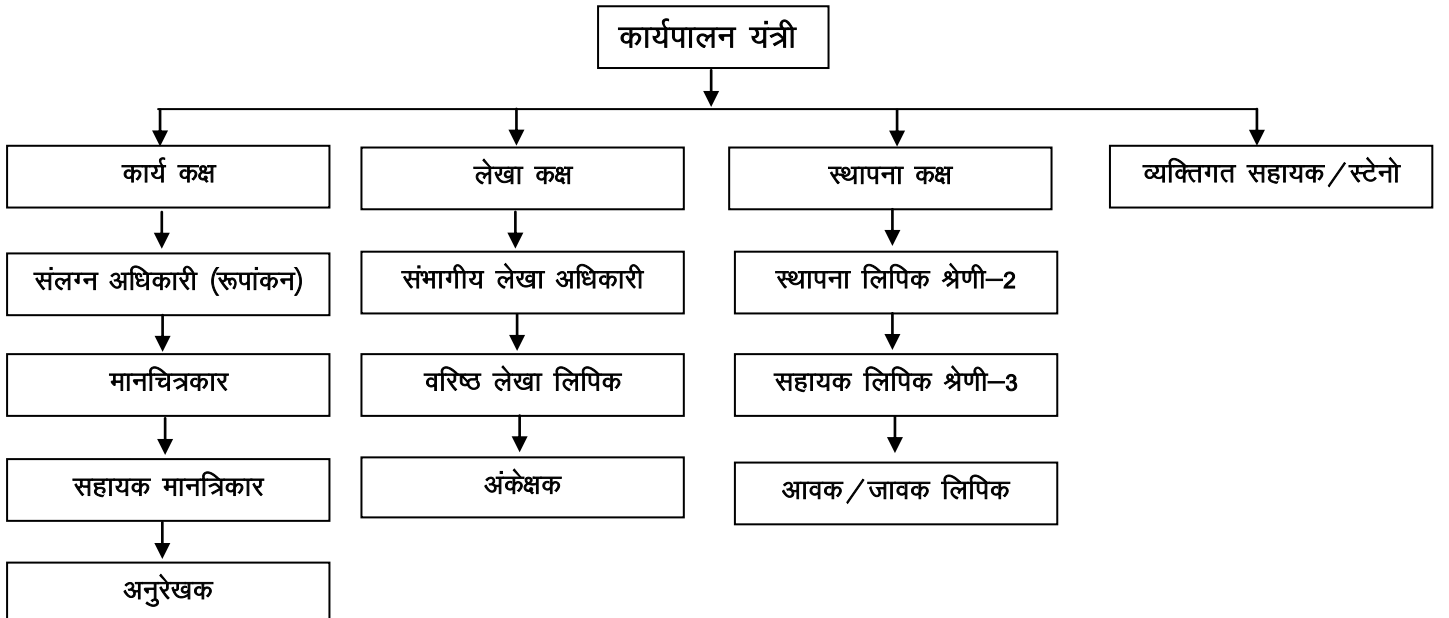 कार्यपालन यंत्री
कार्य कक्ष
लेखा कक्ष
स्थापना कक्ष
व्यक्तिगत सहायक/स्टेनो
संलग्न अधिकारी (रूपांकन)
संभागीय लेखा अधिकारी
स्थापना लिपिक श्रेणी–2
मानचित्रकार
वरिष्ठ लेखा लिपिक
सहायक लिपिक श्रेणी–3
सहायक मानत्रिकार
अंकेक्षक
आवक/जावक लिपिक
अनुरेखक